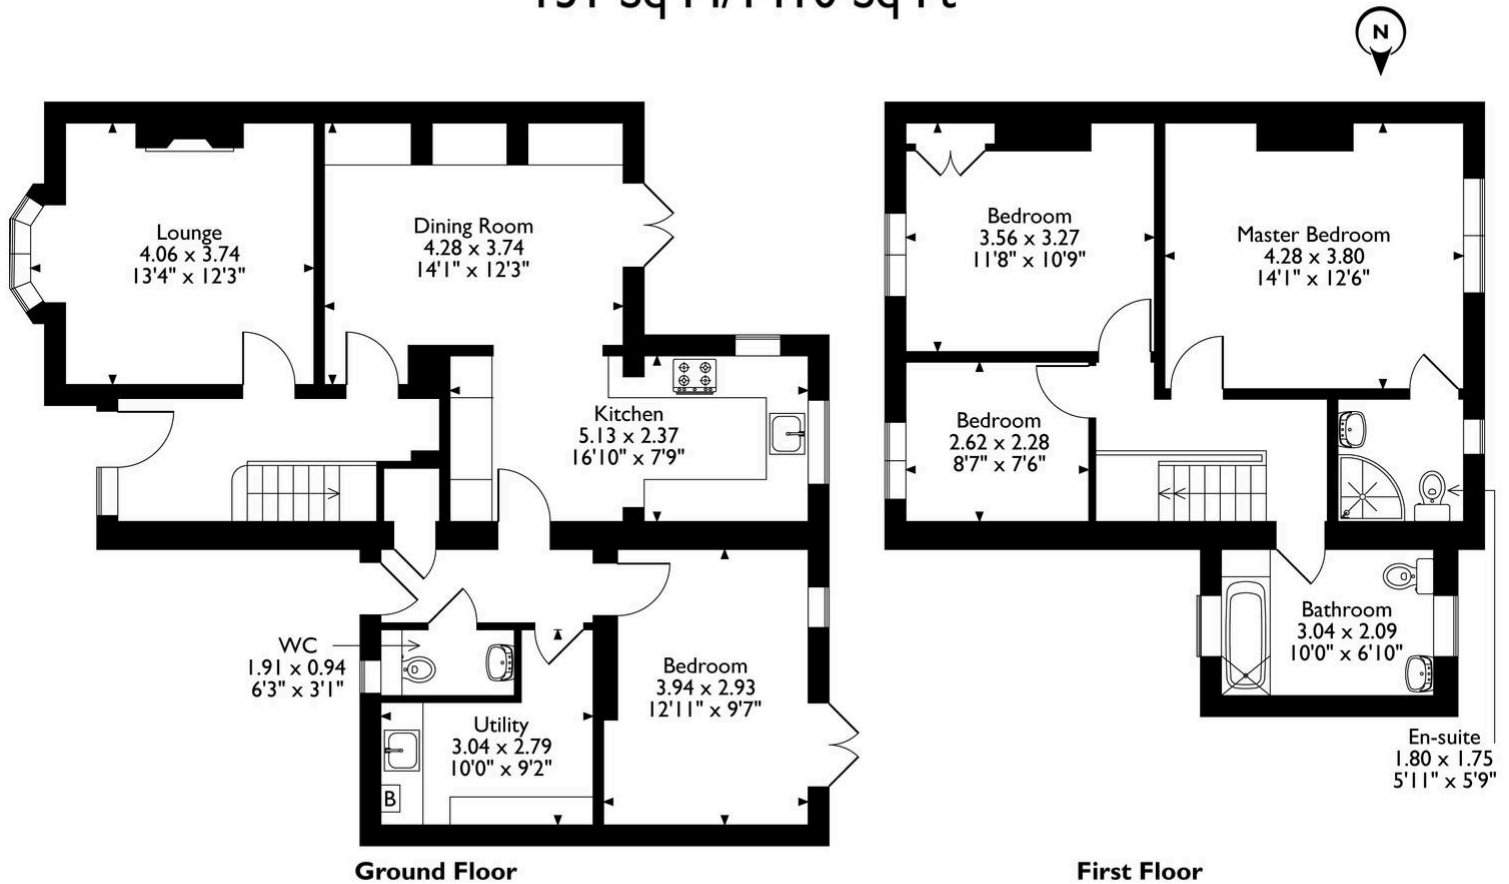 N
Lounge
4.06 x 3.74
13'4" x 12'3"
Dining Room
4.28 x 3.74
14'1" x 12'3"
Kitchen
5.13 x 2.37
16'10" x 7'9"
WC
1.91 x 0.94
6'3" x 3'1"
Utility
3.04 x 2.79
10'0" x 9'2"
B
Bedroom
3.94 x 2.93
12'11" x 9'7"
Ground Floor
Bedroom
3.56 x 3.27
11'8" x 10'9"
Master Bedroom
4.28 x 3.80
14'1" x 12'6"
Bedroom
2.62 x 2.28
8'7" x 7'6"
Bathroom
3.04 x 2.09
10'0" x 6'10"
En-suite
1.80 x 1.75
5'11" x 5'9"
First Floor